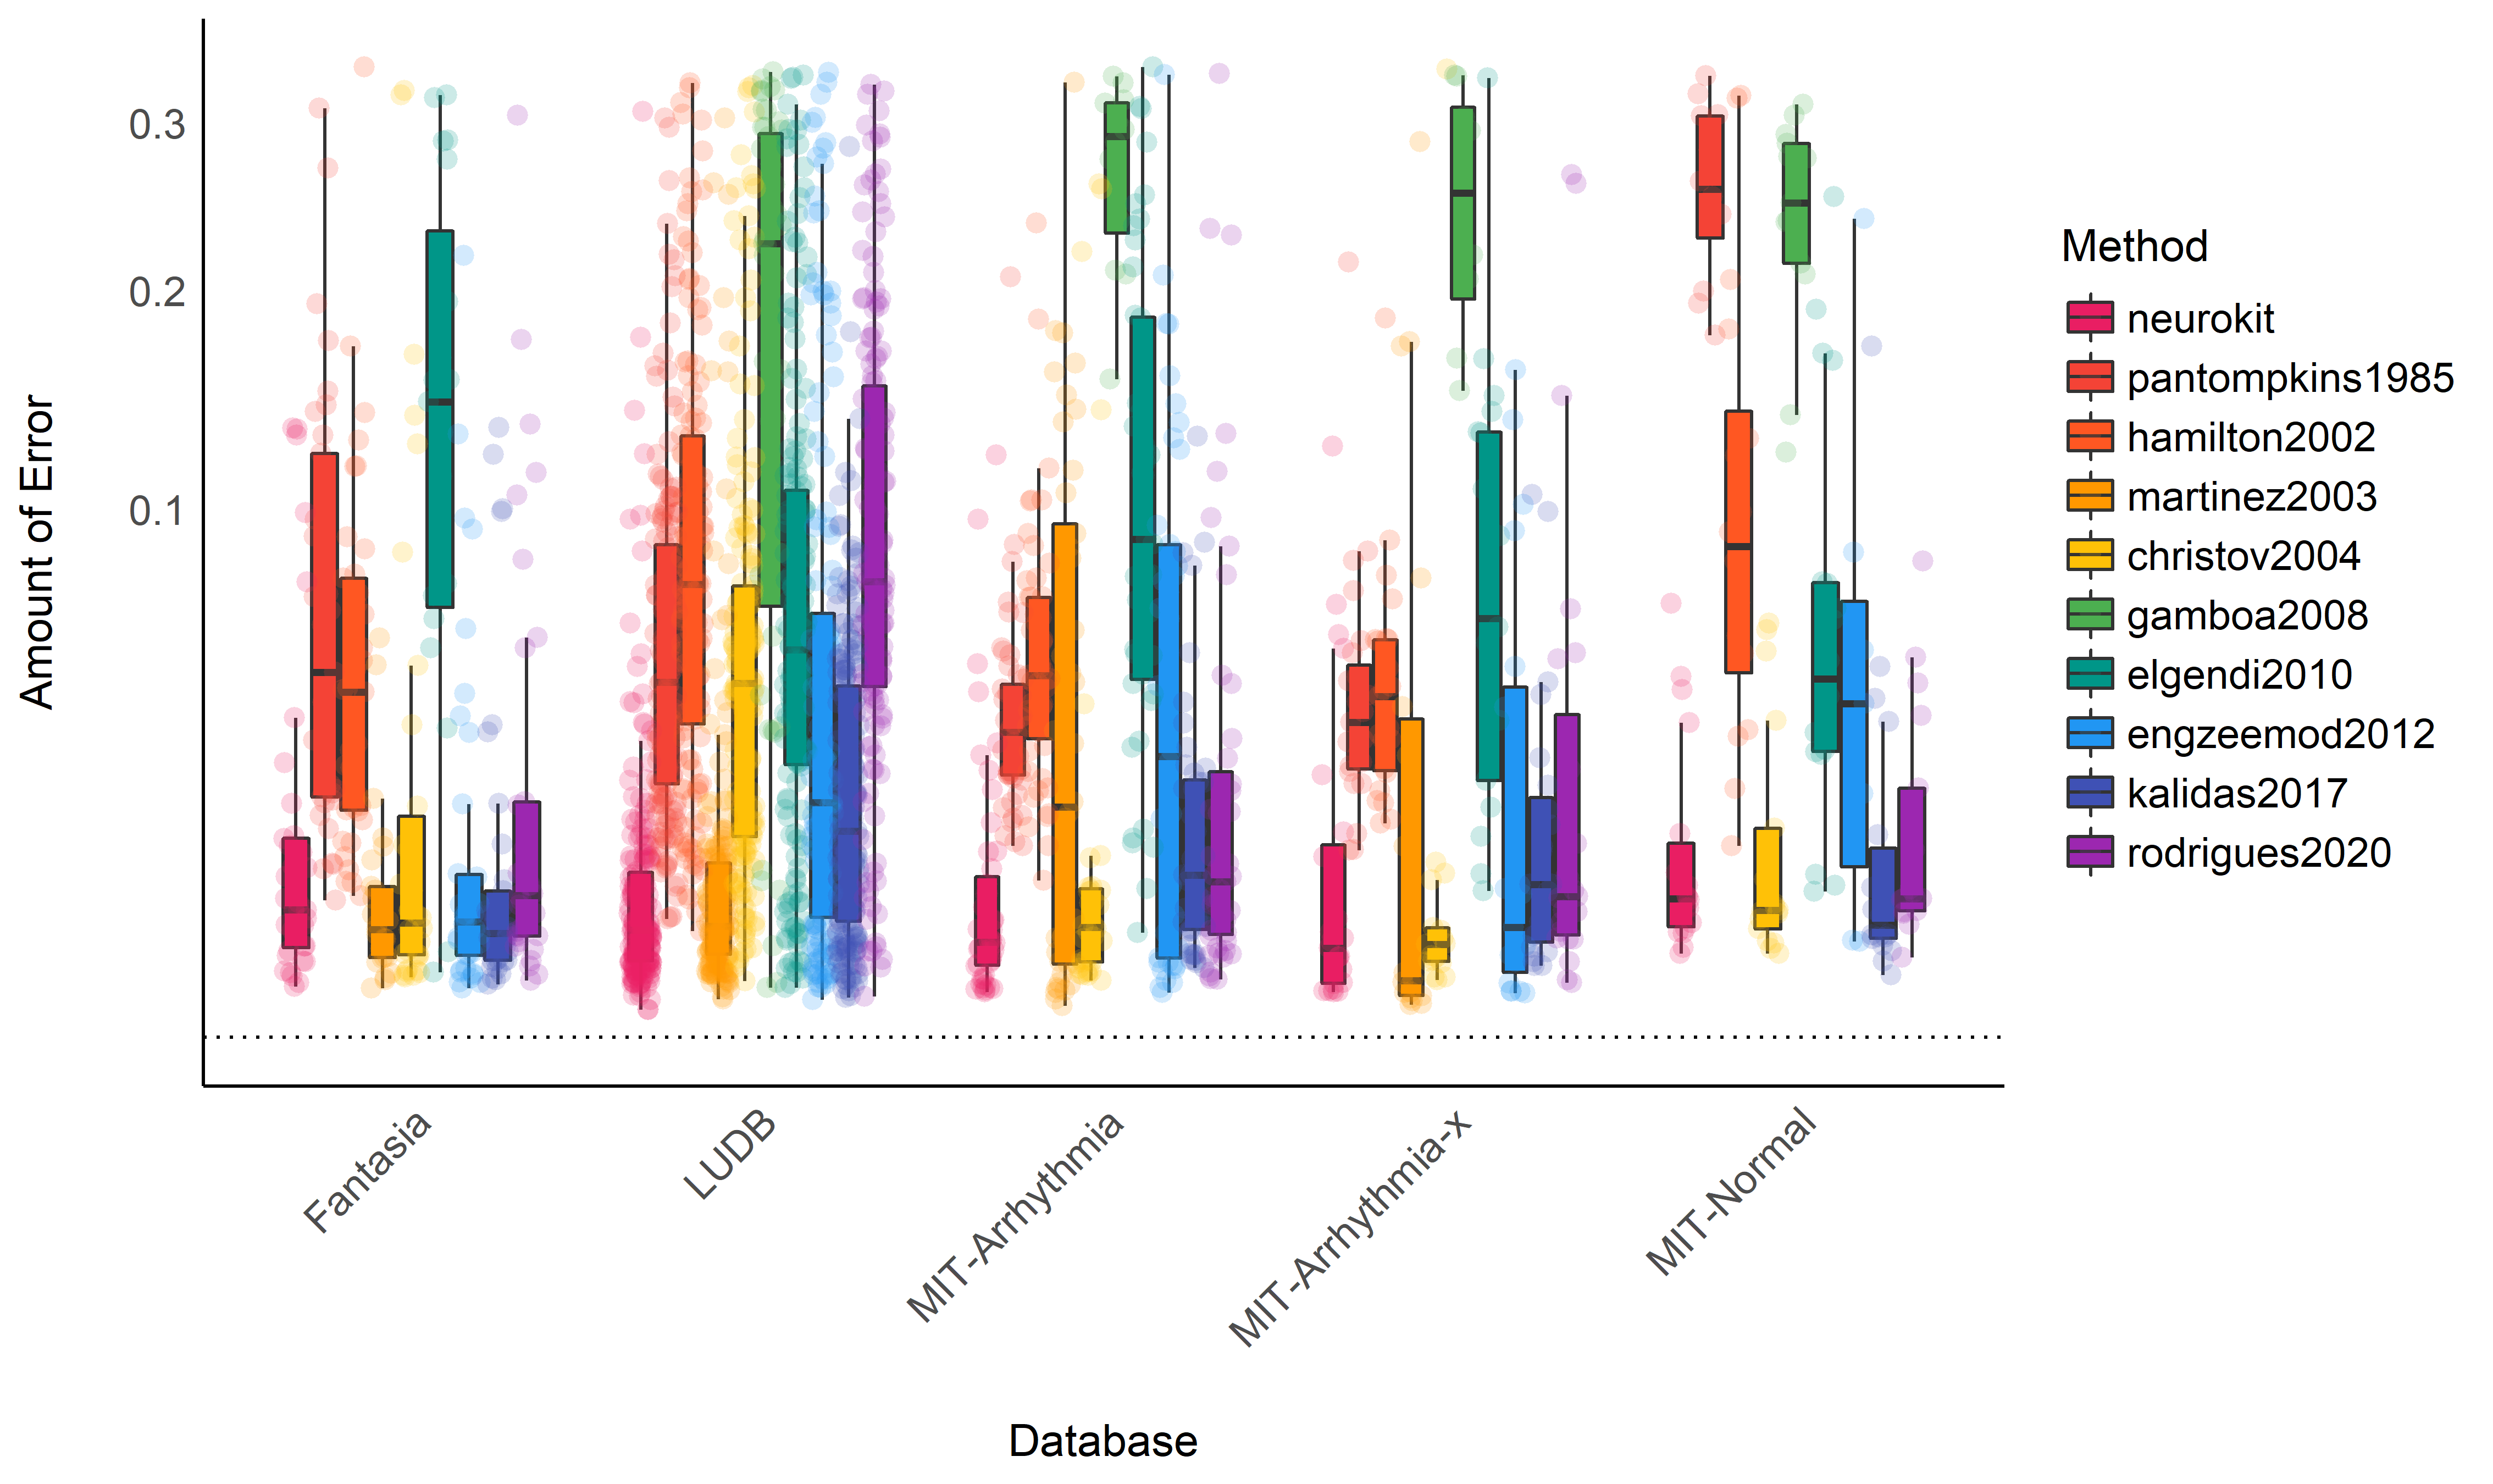 Amount of Error
0.3
0.2
0.1
Fantasia
LUDB
MIT-Arrhythmia
MIT-Arrhythmia-x
MIT-Normal
Database
Method
neurokit
pantompkins1985
hamilton2002
martinez2003
christov2004
gamboa2008
elgendi2010
engzeemod2012
kalidas2017
rodrigues2020